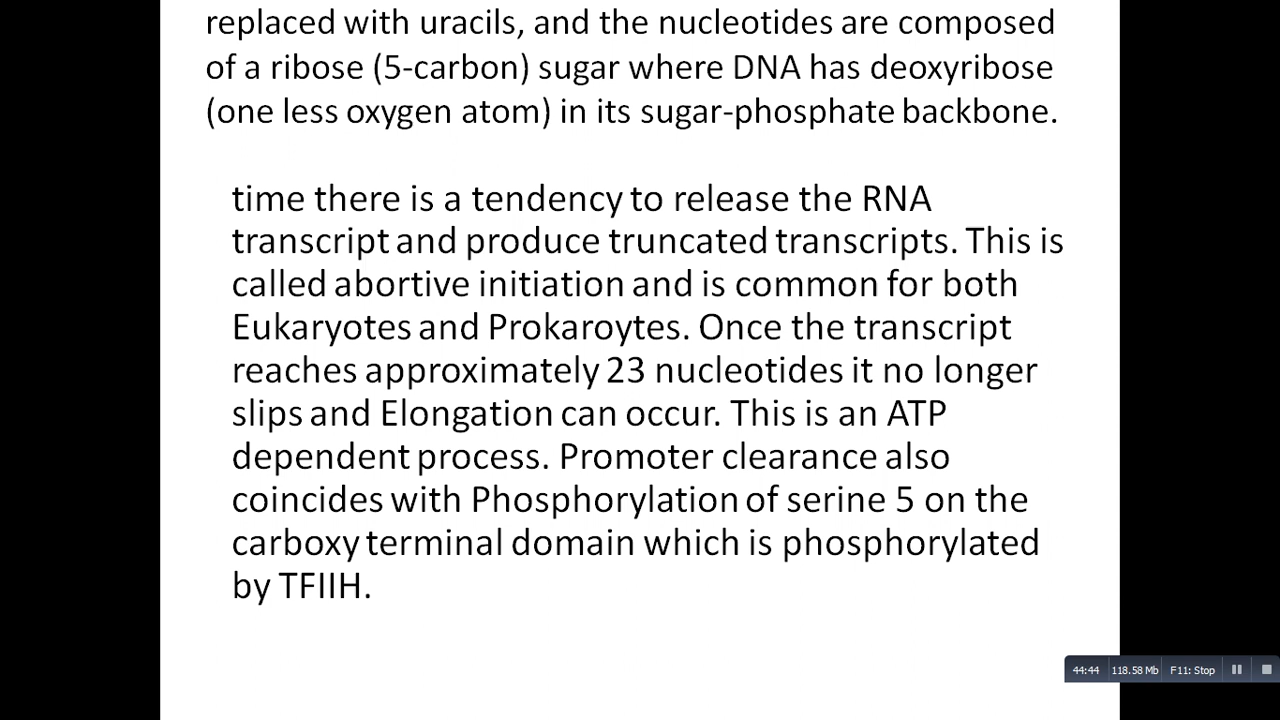 replaced with uracils, and the nucleotides are composed
of a ribose (5-carbon) sugar where DNA has deoxyribose
(one less oxygen atom) in its sugar-phosphate backbone.
time there is a tendency to release the RNA
transcript and produce truncated transcripts. This is
called abortive initiation and is common for both
Eukaryotes and Prokaroytes. Once the transcript
reaches approximately 23 nucleotides it no longer
slips and Elongation can occur. This is an ATP
dependent process. Promoter clearance also
coincides with Phosphorylation of serine 5 on the
carboxy terminal domain which is phosphorylated
by TFIIH.
44:44 118.58 Mb F11: Stop